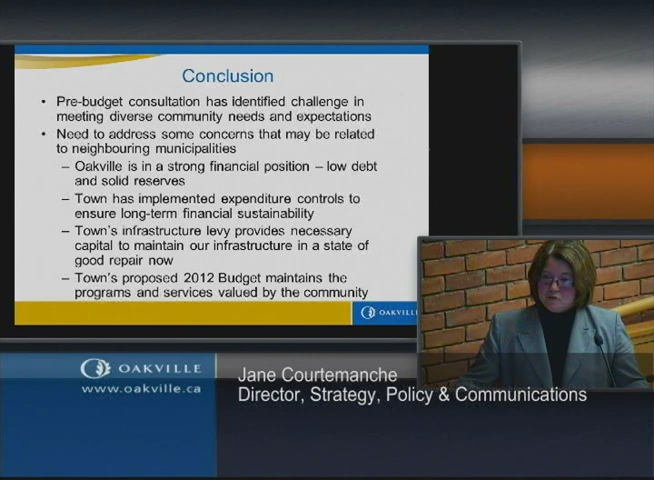 Conclusion
• Pre-budget consultation has identified challenge in
meeting diverse community needs and expectations
• Need to address some concerns that may be related
to neighbouring municipalities
– Oakville is in a strong financial position – low debt
and solid reserves
– Town has implemented expenditure controls to
ensure long-term financial sustainability
– Town's infrastructure levy provides necessary
capital to maintain our infrastructure in a state of
good repair now
– Town's proposed 2012 Budget maintains the
programs and services valued by the community
OAKVILL
OAKVILLE
www.oakville.ca
Jane Courtemanche
Director, Strategy, Policy & Communications